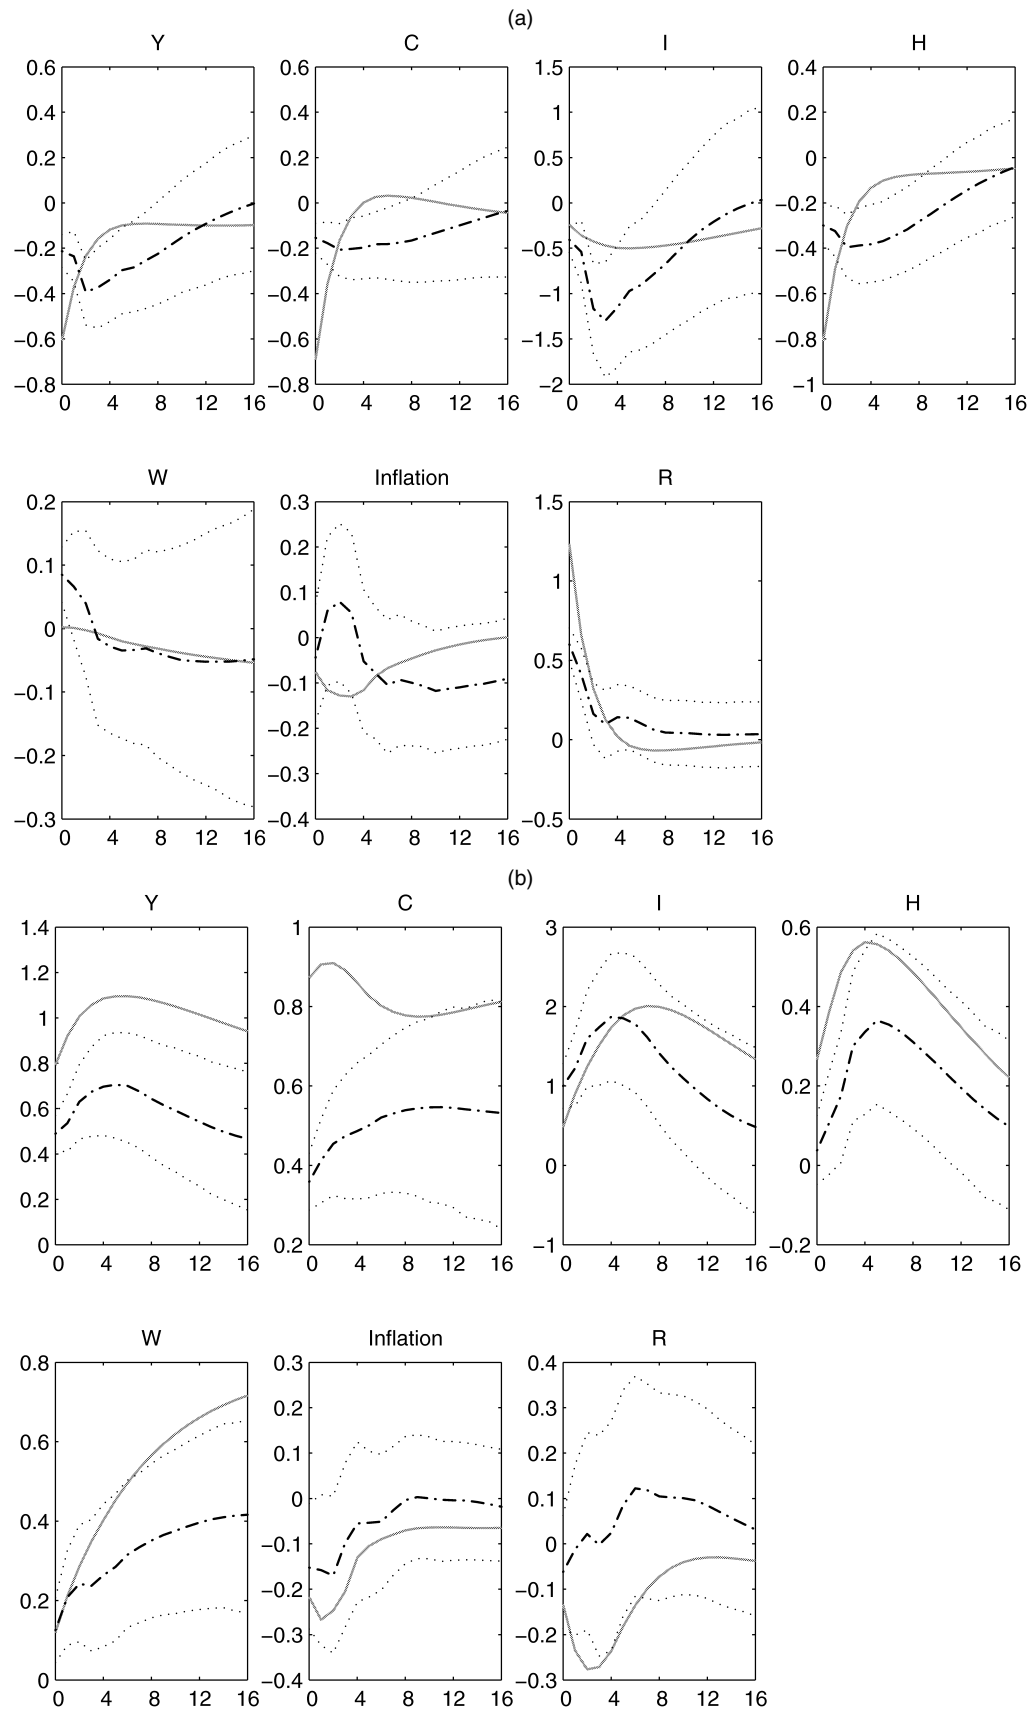 (a)
Y C I H
0.6 0.6 1.5 0.4
0.4 0.4 1 0.2
0.2 0.2 0.5 0
0 0 0 −0.2
−0.2 −0.2 −0.5 −0.4
−0.4 −0.4 −1 −0.6
−0.6 −0.6 −1.5 −0.8
−0.8 −0.8 −2 −1
0 4 8 12 16 0 4 8 12 16 0 4 8 12 16 0 4 8 12 16
W Inflation R
0.2 0.3 1.5
0.1 0.2 1
0 0.1 0.5
−0.1 0 0
−0.2 −0.1 −0.5
−0.3 −0.2
−0.3
−0.4
0 4 8 12 16 0 4 8 12 16 0 4 8 12 16
(b)
Y C I H
1.4 1 3 0.6
1.2 0.8 2 0.4
1 0.6 1 0.2
0.8 0.4 0 0
0.6 0.2 −1 −0.2
0.4
0.2
0
0 4 8 12 16 0 4 8 12 16 0 4 8 12 16 0 4 8 12 16
W Inflation R
0.8 0.3 0.4
0.6 0.2 0.3
0.4 0.1 0.2
0.2 0 0.1
0 −0.1 0
−0.2 −0.1
−0.3 −0.2
−0.4 −0.3
0 4 8 12 16 0 4 8 12 16 0 4 8 12 16